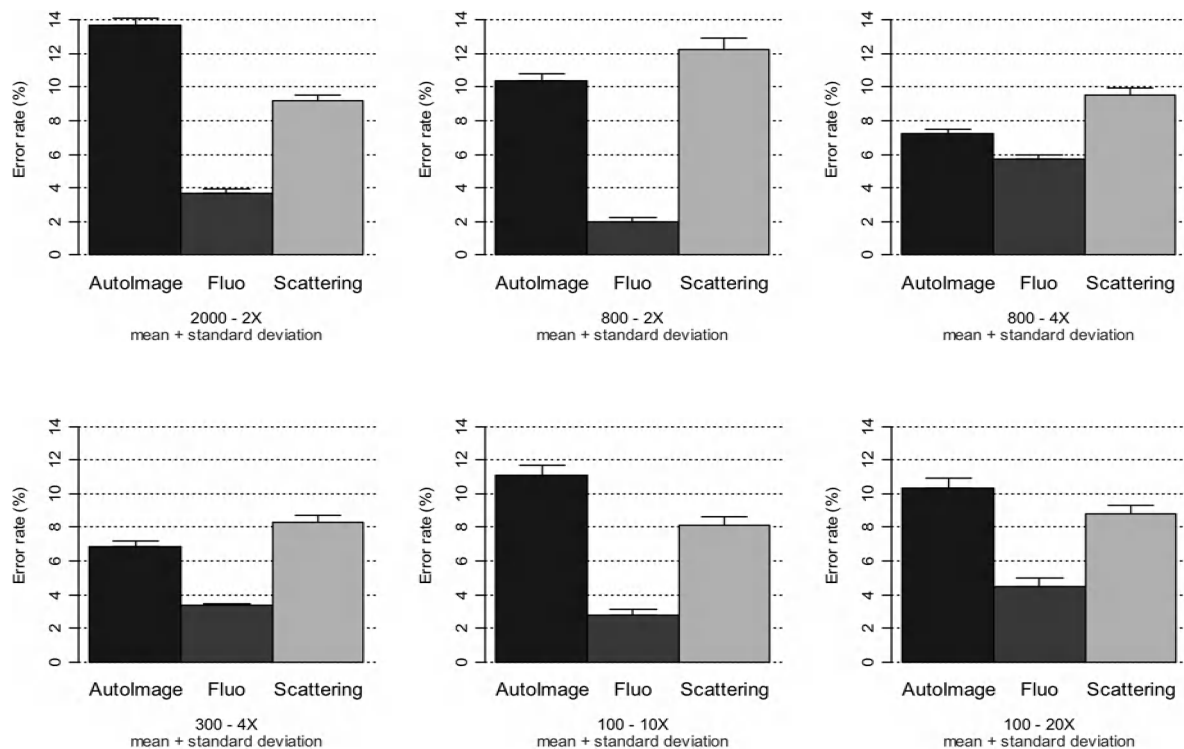 Error rate (%)
0 2 4 6 8 10 12 14
AutoImage Fluo Scattering
2000 - 2X
mean + standard deviation
Error rate (%)
0 2 4 6 8 10 12 14
AutoImage Fluo Scattering
800 - 2X
mean + standard deviation
Error rate (%)
0 2 4 6 8 10 12 14
AutoImage Fluo Scattering
800 - 4X
mean + standard deviation
Error rate (%)
0 2 4 6 8 10 12 14
AutoImage Fluo Scattering
300 - 4X
mean + standard deviation
Error rate (%)
0 2 4 6 8 10 12 14
AutoImage Fluo Scattering
100 - 10X
mean + standard deviation
Error rate (%)
0 2 4 6 8 10 12 14
AutoImage Fluo Scattering
100 - 20X
mean + standard deviation